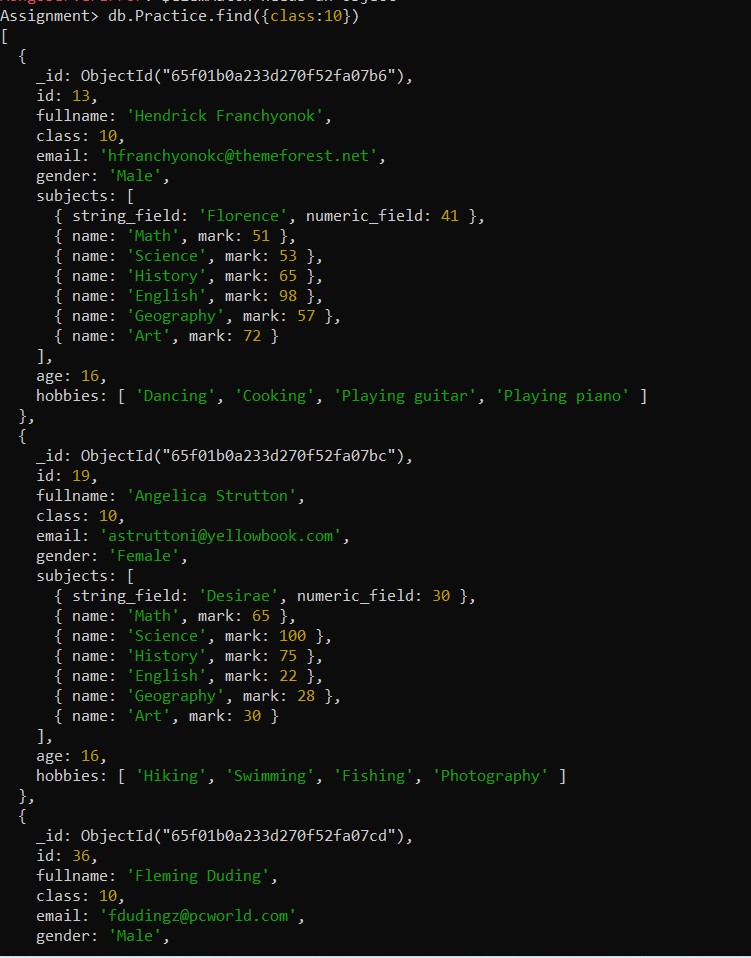 Assignment> db.Practice.find({class:10})
[
  {
    _id: ObjectId("65f01b0a233d270f52fa07b6"),
    id: 13,
    fullname: 'Hendrick Franchyonok',
    class: 10,
    email: 'hfranchyonokc@themeforest.net',
    gender: 'Male',
    subjects: [
      { string_field: 'Florence', numeric_field: 41 },
      { name: 'Math', mark: 51 },
      { name: 'Science', mark: 53 },
      { name: 'History', mark: 65 },
      { name: 'English', mark: 98 },
      { name: 'Geography', mark: 57 },
      { name: 'Art', mark: 72 }
    ],
    age: 16,
    hobbies: [ 'Dancing', 'Cooking', 'Playing guitar', 'Playing piano' ]
  },
  {
    _id: ObjectId("65f01b0a233d270f52fa07bc"),
    id: 19,
    fullname: 'Angelica Strutton',
    class: 10,
    email: 'astruttoni@yellowbook.com',
    gender: 'Female',
    subjects: [
      { string_field: 'Desirae', numeric_field: 30 },
      { name: 'Math', mark: 65 },
      { name: 'Science', mark: 100 },
      { name: 'History', mark: 75 },
      { name: 'English', mark: 22 },
      { name: 'Geography', mark: 28 },
      { name: 'Art', mark: 30 }
    ],
    age: 16,
    hobbies: [ 'Hiking', 'Swimming', 'Fishing', 'Photography' ]
  },
  {
    _id: ObjectId("65f01b0a233d270f52fa07cd"),
    id: 36,
    fullname: 'Fleming Duding',
    class: 10,
    email: 'fdudingz@pcworld.com',
    gender: 'Male',